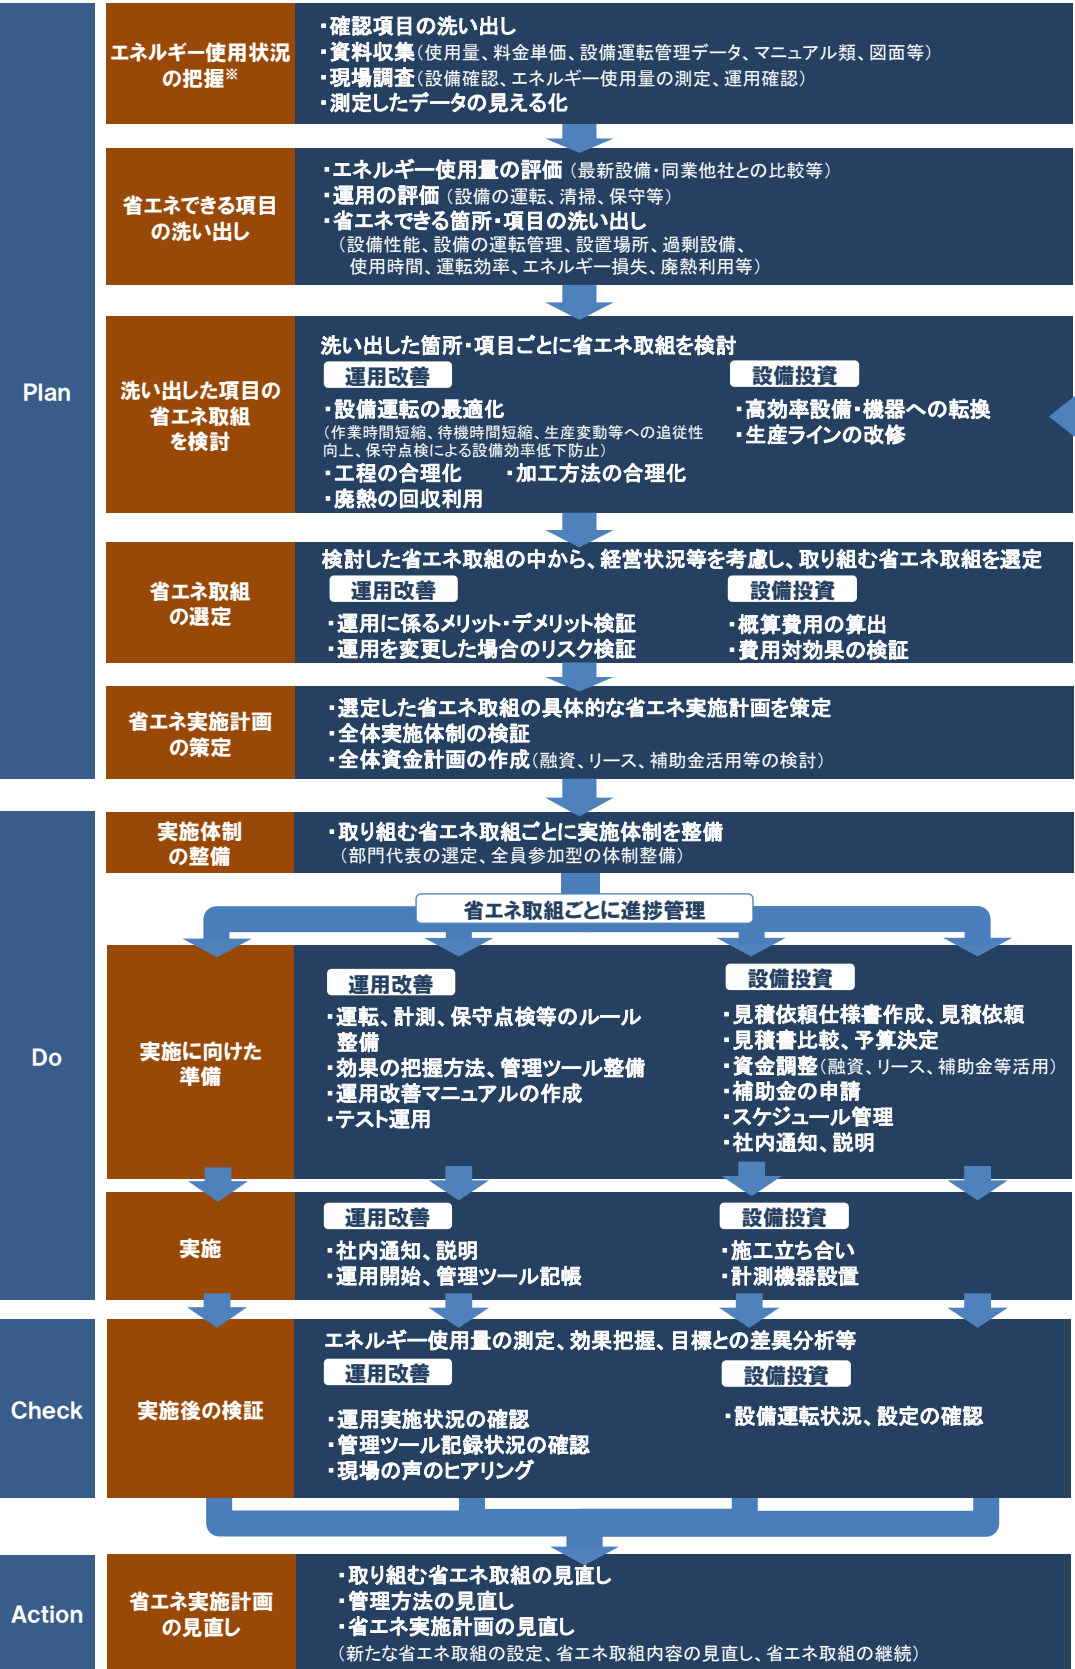 Plan
エネルギー使用状況
の把握※
・確認項目の洗い出し
・資料収集（使用量、料金単価、設備運転管理データ、マニュアル類、図面等）
・現場調査（設備確認、エネルギー使用量の測定、運用確認）
・測定したデータの見える化
省エネできる項目
の洗い出し
・エネルギー使用量の評価（最新設備・同業他社との比較等）
・運用の評価（設備の運転、清掃、保守等）
・省エネできる箇所・項目の洗い出し
（設備性能、設備の運転管理、設置場所、過剰設備、
使用時間、運転効率、エネルギー損失、廃熱利用等）
洗い出した項目の
省エネ取組
を検討
洗い出した箇所・項目ごとに省エネ取組を検討
運用改善
・設備運転の最適化
（作業時間短縮、待機時間短縮、生産変動等への追従性
向上、保守点検による設備効率低下防止）
・工程の合理化　・加工方法の合理化
・廃熱の回収利用
設備投資
・高効率設備・機器への転換
・生産ラインの改修
省エネ取組
の選定
検討した省エネ取組の中から、経営状況等を考慮し、取り組む省エネ取組を選定
運用改善
・運用に係るメリット・デメリット検証
・運用を変更した場合のリスク検証
設備投資
・概算費用の算出
・費用対効果の検証
省エネ実施計画
の策定
・選定した省エネ取組の具体的な省エネ実施計画を策定
・全体実施体制の検証
・全体資金計画の作成（融資、リース、補助金活用等の検討）
Do
実施体制
の整備
・取り組む省エネ取組ごとに実施体制を整備
（部門代表の選定、全員参加型の体制整備）
省エネ取組ごとに進捗管理
実施に向けた
準備
運用改善
・運転、計測、保守点検等のルール
整備
・効果の把握方法、管理ツール整備
・運用改善マニュアルの作成
・テスト運用
設備投資
・見積依頼仕様書作成、見積依頼
・見積書比較、予算決定
・資金調整（融資、リース、補助金等活用）
・補助金の申請
・スケジュール管理
・社内通知、説明
実施
運用改善
・社内通知、説明
・運用開始、管理ツール記帳
設備投資
・施工立ち合い
・計測機器設置
Check
実施後の検証
エネルギー使用量の測定、効果把握、目標との差異分析等
運用改善
・運用実施状況の確認
・管理ツール記録状況の確認
・現場の声のヒアリング
設備投資
・設備運転状況、設定の確認
Action
省エネ実施計画
の見直し
・取り組む省エネ取組の見直し
・管理方法の見直し
・省エネ実施計画の見直し
（新たな省エネ取組の設定、省エネ取組内容の見直し、省エネ取組の継続）